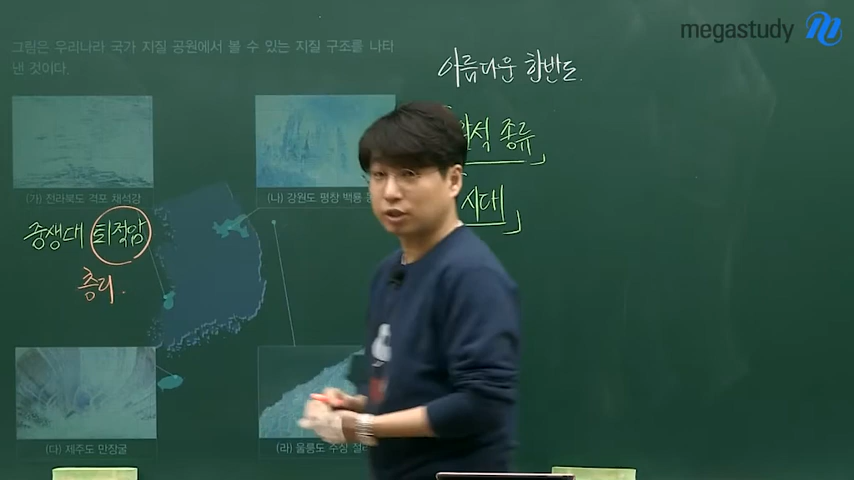 megastudy
그림은 우리나라 국가 지질 공원에서 볼 수 있는 지질 구조를 나타
낸 것이다.
아름다운 한반도.
종류
시대
(가) 전라북도 격포 채석강
(나) 강원도 평창 백룡
중생대 퇴적암
층리.
(다) 제주도 만장굴
(라) 울릉도 주상 절리